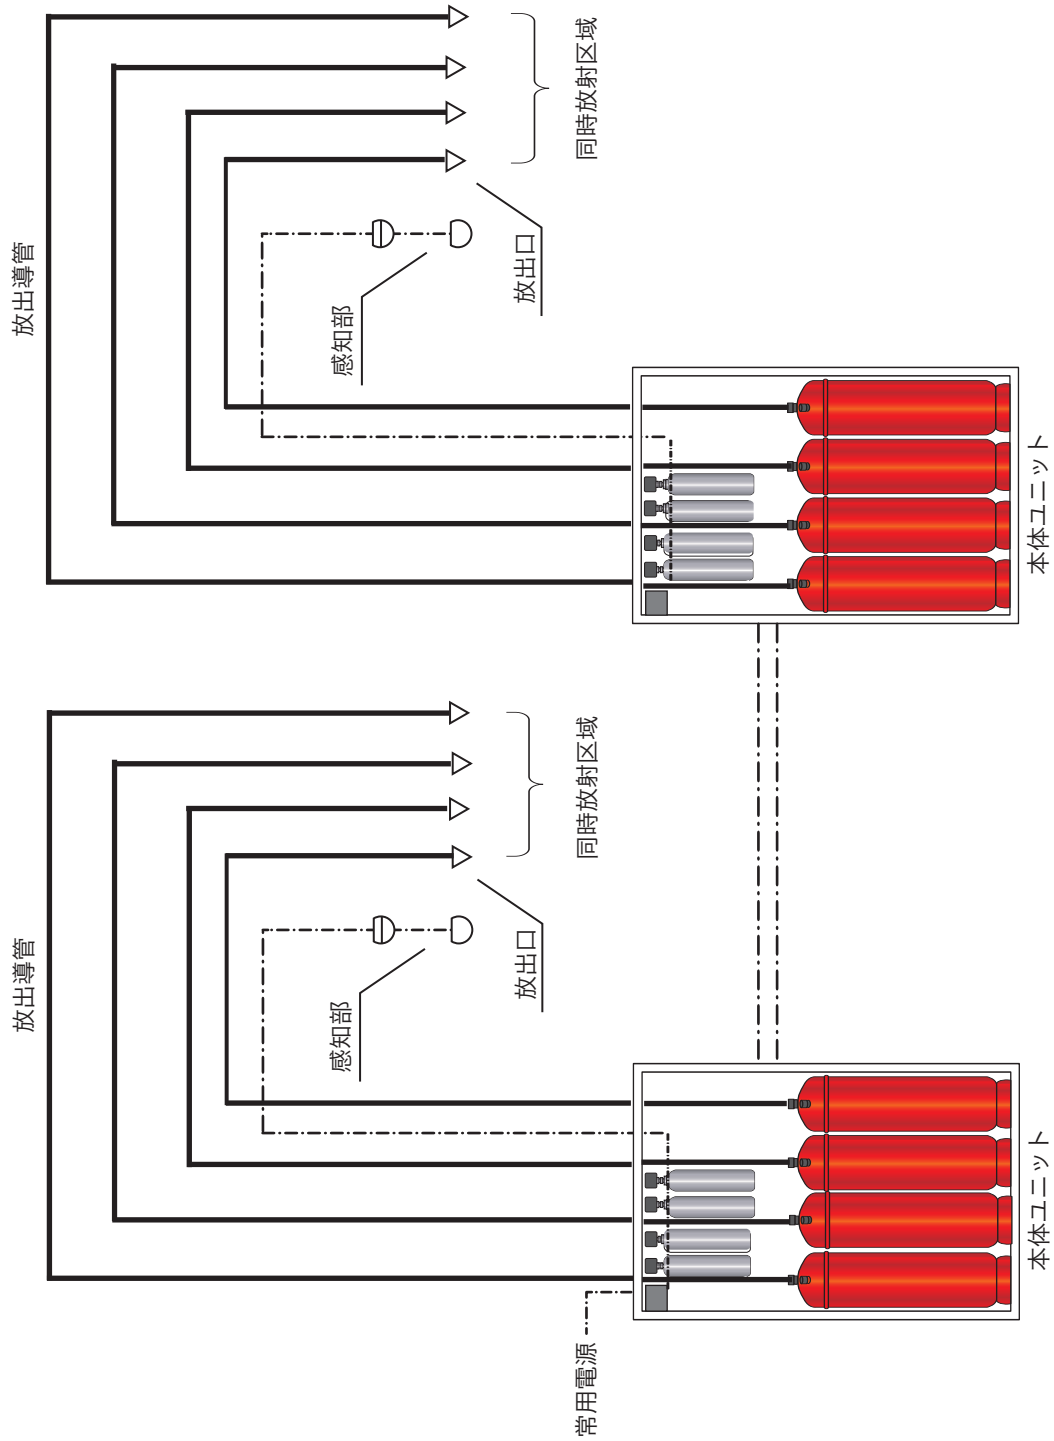 放出導管
感知部
放出口
同時放射区域
本体ユニット
常用電源
放出導管
感知部
放出口
同時放射区域
本体ユニット